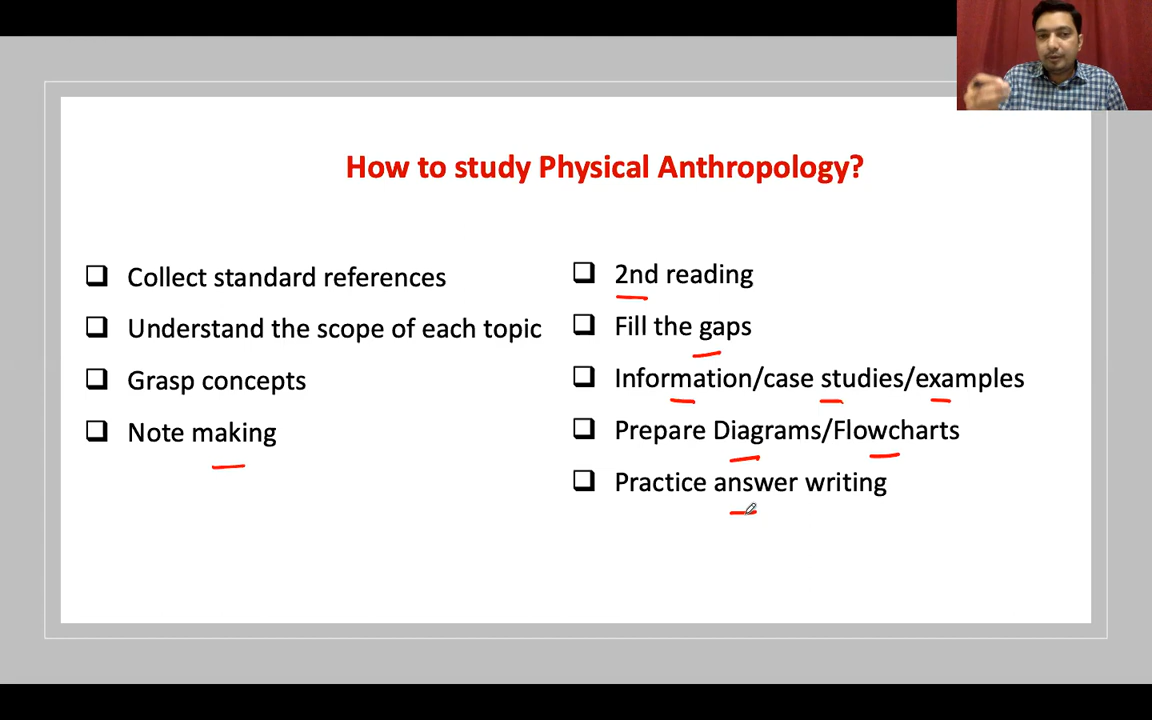 How to study Physical Anthropology?
Collect standard references
Understand the scope of each topic
Grasp concepts
Note making
2nd reading
Fill the gaps
Information/case studies/examples
Prepare Diagrams/Flowcharts
Practice answer writing